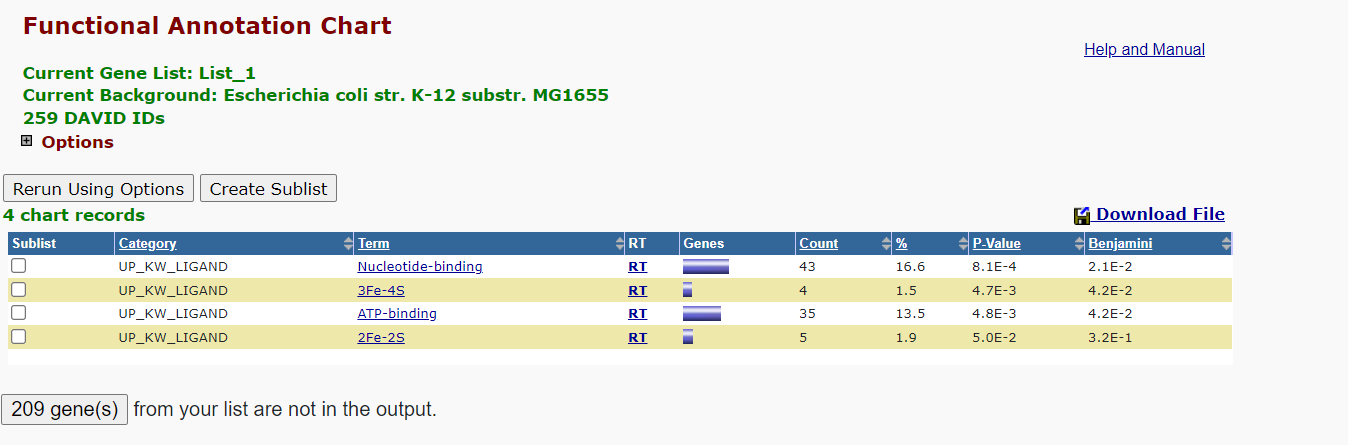 Functional Annotation Chart
Help and Manual
Current Gene List: List_1
Current Background: Escherichia coli str. K-12 substr. MG1655
259 DAVID IDs
Options
Rerun Using Options Create Sublist
4 chart records Download File
Sublist Category Term RT Genes Count % P-Value Benjamini
UP_KW_LIGAND Nucleotide-binding RT 43 16.6 8.1E-4 2.1E-2
UP_KW_LIGAND 3Fe-4S RT 4 1.5 4.7E-3 4.2E-2
UP_KW_LIGAND ATP-binding RT 35 13.5 4.8E-3 4.2E-2
UP_KW_LIGAND 2Fe-2S RT 5 1.9 5.0E-2 3.2E-1
209 gene(s) from your list are not in the output.